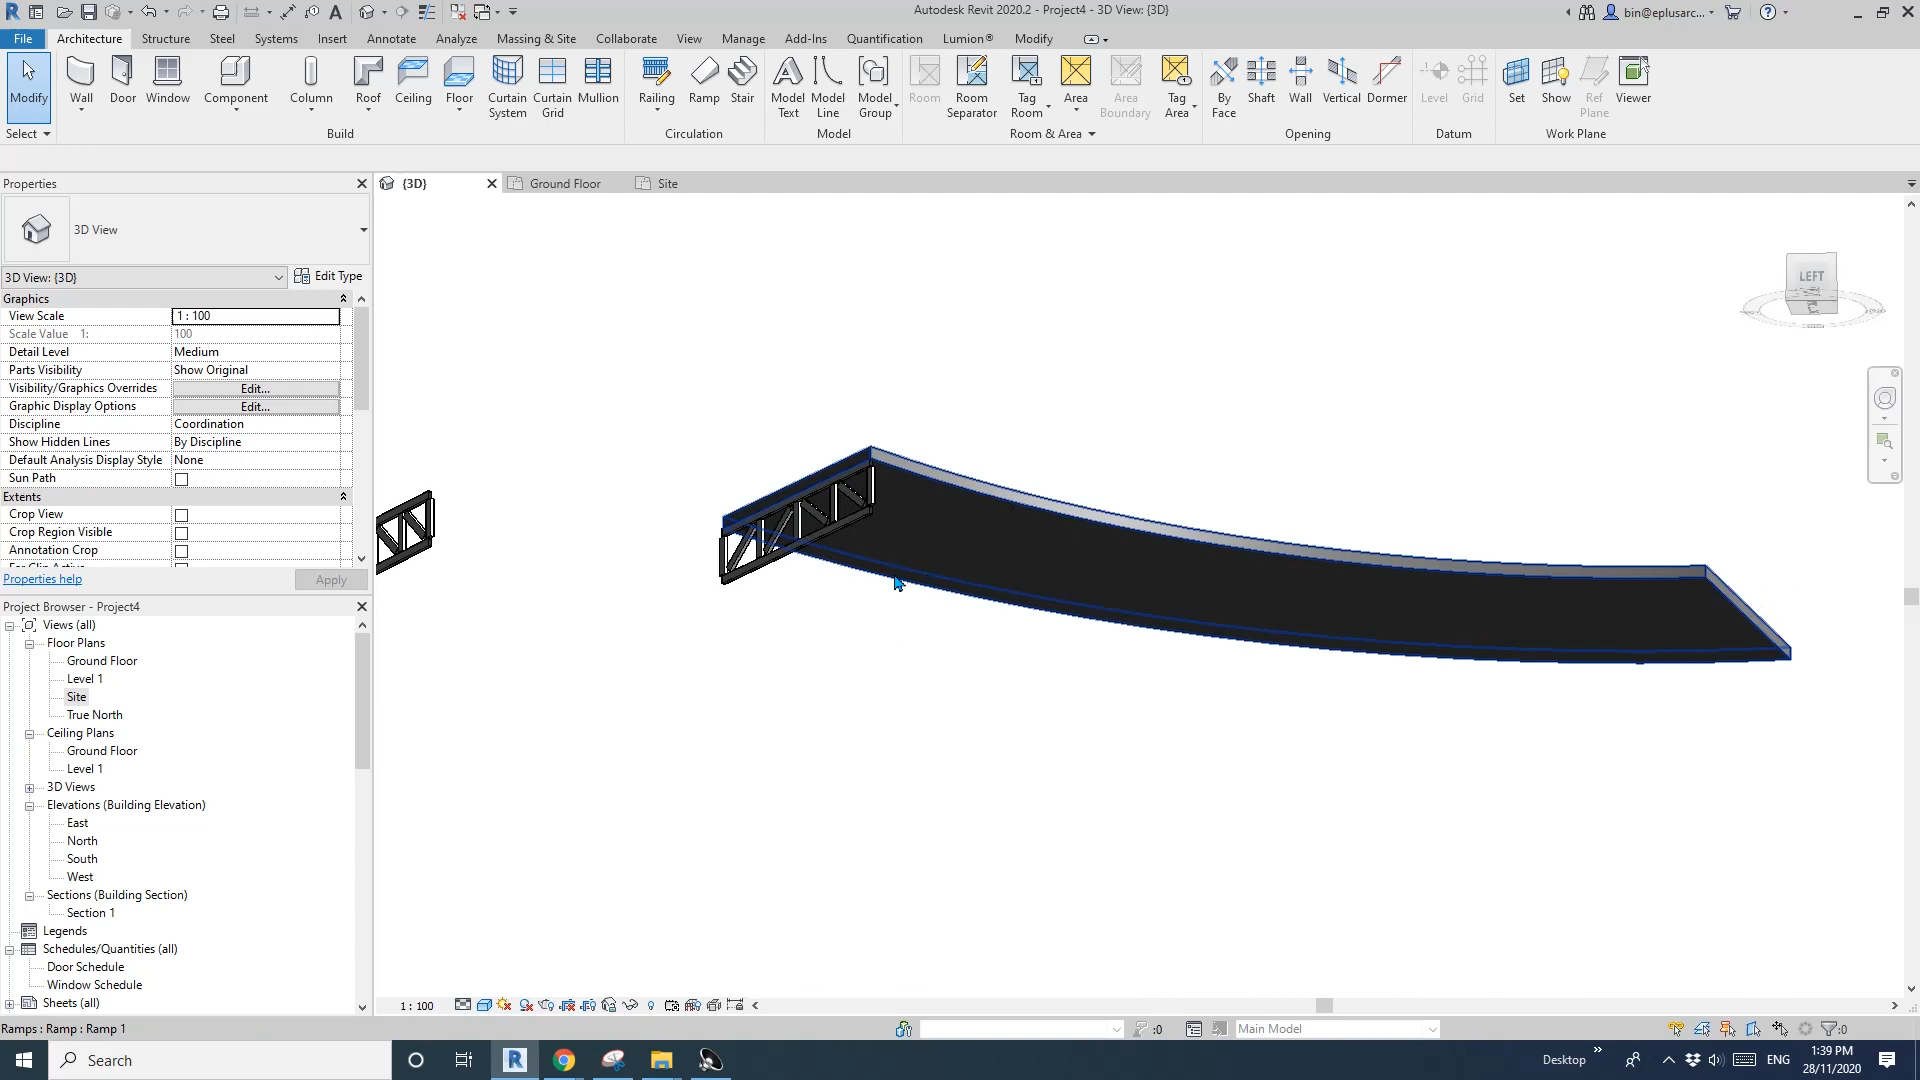 Autodesk Revit 2020.2 - Project4 - 3D View: {3D}
bin@eplusarc...
File Architecture Structure Steel Systems Insert Annotate Analyze Massing & Site Collaborate View Manage Add-Ins Quantification Lumion® Modify
Modify Wall Door Window Component Column Roof Ceiling Floor Curtain System Curtain Grid Mullion Railing Ramp Stair Model Text Model Line Model Group Room Room Separator Tag Room Area Area Boundary Tag Area By Face Shaft Wall Vertical Dormer Level Grid Set Show Ref Plane Viewer
Select Build Circulation Model Room & Area Opening Datum Work Plane
Properties
{3D} Ground Floor Site
3D View
3D View: {3D} Edit Type
Graphics
View Scale 1 : 100
Scale Value 1: 100
Detail Level Medium
Parts Visibility Show Original
Visibility/Graphics Overrides Edit...
Graphic Display Options Edit...
Discipline Coordination
Show Hidden Lines By Discipline
Default Analysis Display Style None
Sun Path
Extents
Crop View
Crop Region Visible
Annotation Crop
Properties help Apply
LEFT
Project Browser - Project4
Views (all)
Floor Plans
Ground Floor
Level 1
Site
True North
Ceiling Plans
Ground Floor
Level 1
3D Views
Elevations (Building Elevation)
East
North
South
West
Sections (Building Section)
Section 1
Legends
Schedules/Quantities (all)
Door Schedule
Window Schedule
Sheets (all)
1 : 100
Ramps : Ramp : Ramp 1 :0 Main Model :0
Search Desktop ENG 1:39 PM
28/11/2020